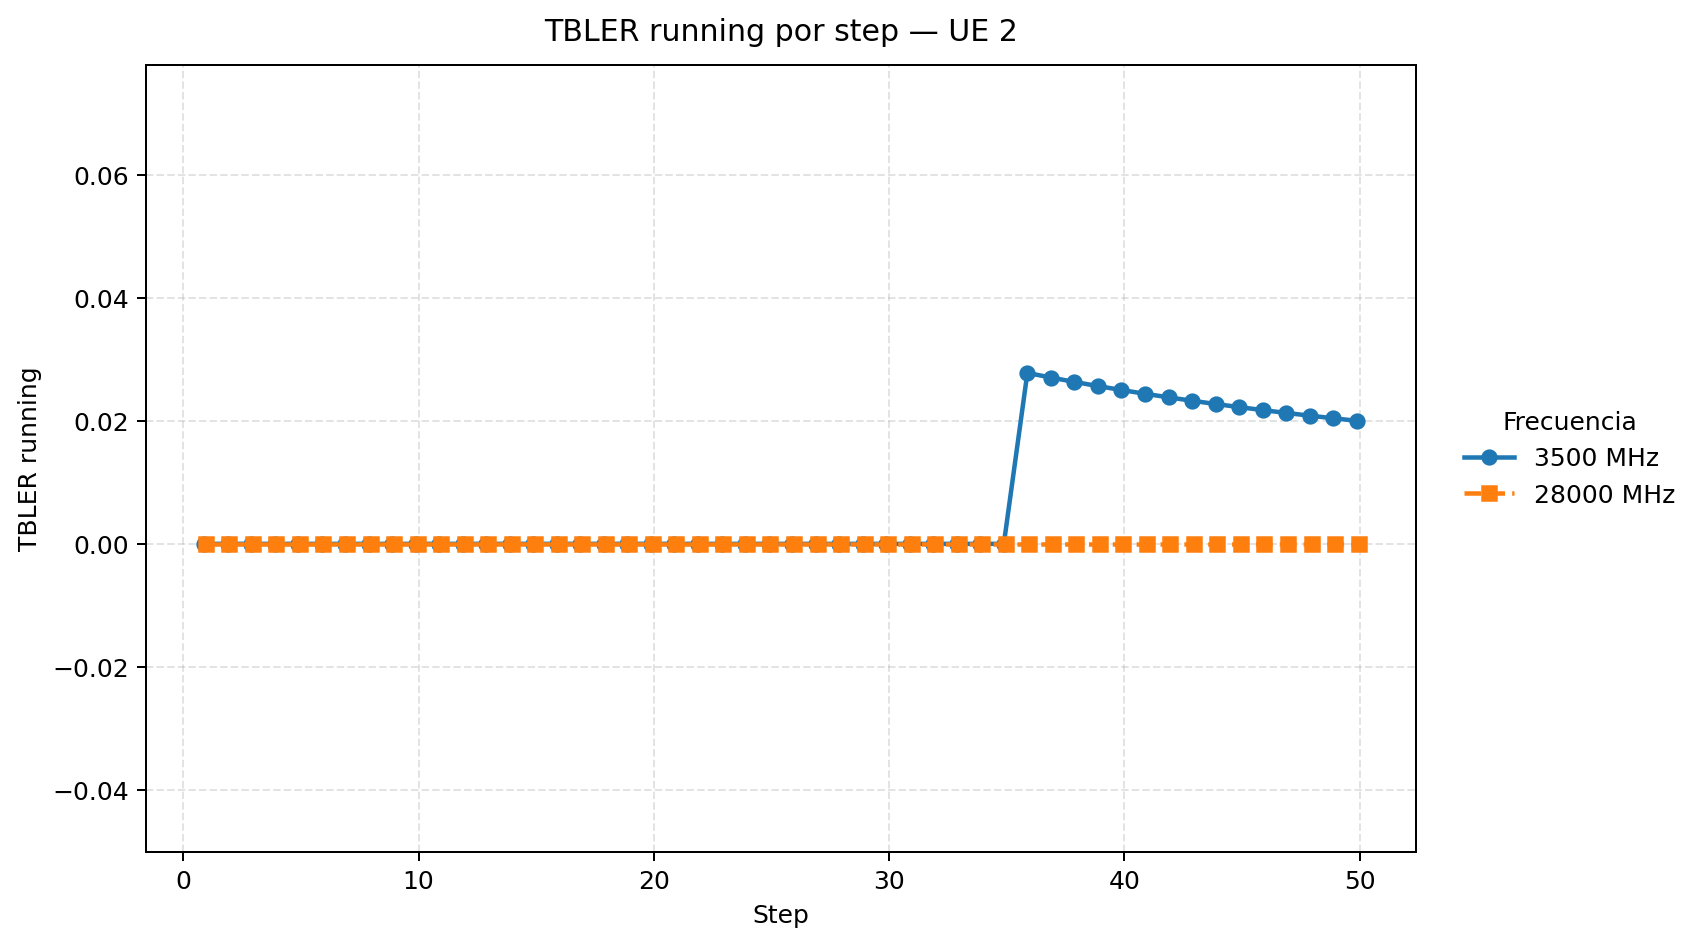 TBLER running por step — UE 2
TBLER running
0.06
0.04
0.02
0.00
−0.02
−0.04
0 10 20 30 40 50
Step
Frecuencia
3500 MHz
28000 MHz